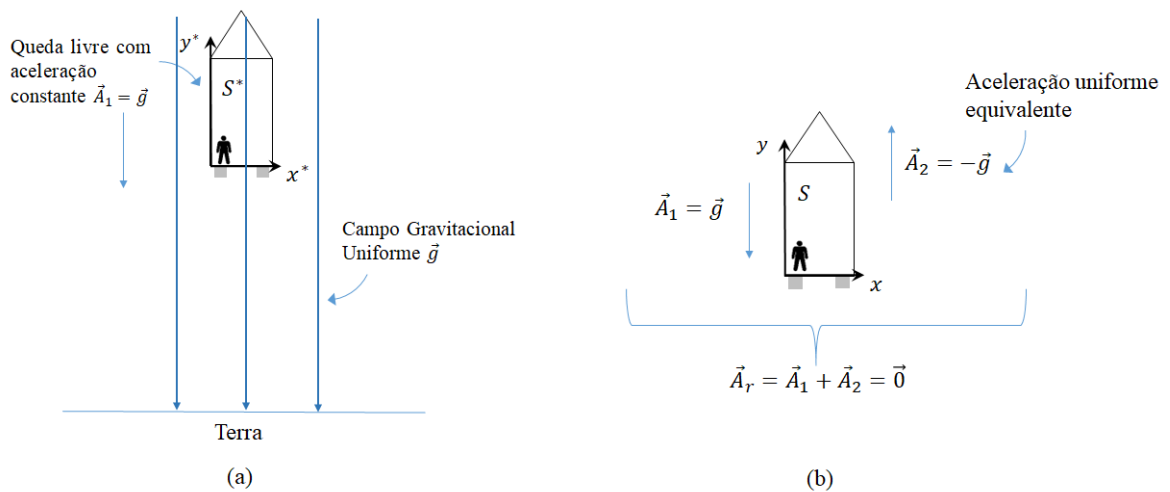 Queda livre com
aceleração
constante A⃗₁ = g⃗
y*
S*
x*
Campo Gravitacional
Uniforme g⃗
Terra
(a)
Aceleração uniforme
equivalente
y
A⃗₂ = −g⃗
A⃗₁ = g⃗
S
x
A⃗ᵣ = A⃗₁ + A⃗₂ = 0⃗
(b)